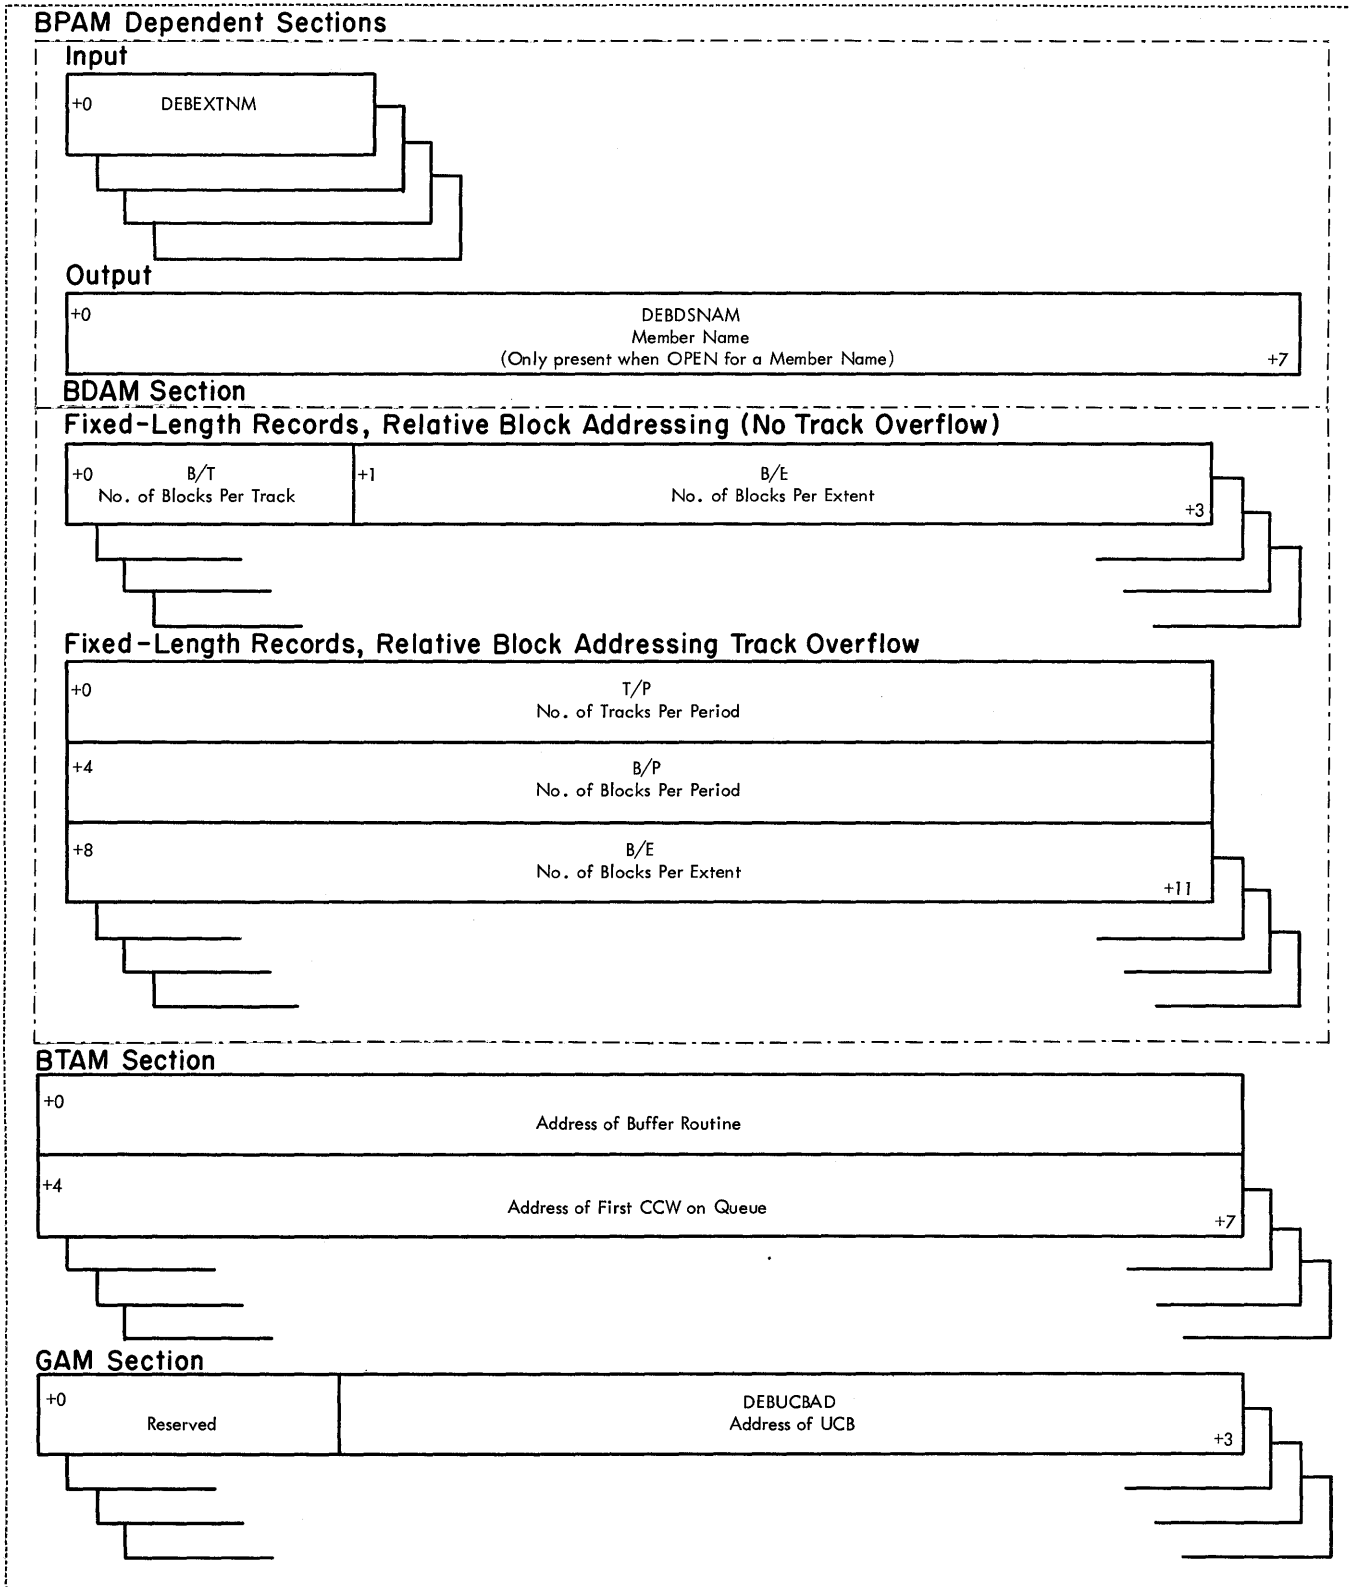 BPAM Dependent Sections
Input
+0 DEBEXTNM
Output
+0 DEBDSNAM
Member Name
(Only present when OPEN for a Member Name) +7
BDAM Section
Fixed-Length Records, Relative Block Addressing (No Track Overflow)
+0 B/T +1 B/E
No. of Blocks Per Track No. of Blocks Per Extent
+3
Fixed-Length Records, Relative Block Addressing Track Overflow
+0 T/P
No. of Tracks Per Period
+4 B/P
No. of Blocks Per Period
+8 B/E
No. of Blocks Per Extent
+11
BTAM Section
+0
Address of Buffer Routine
+4
Address of First CCW on Queue
+7
GAM Section
+0 DEBUCBAD
Reserved Address of UCB
+3